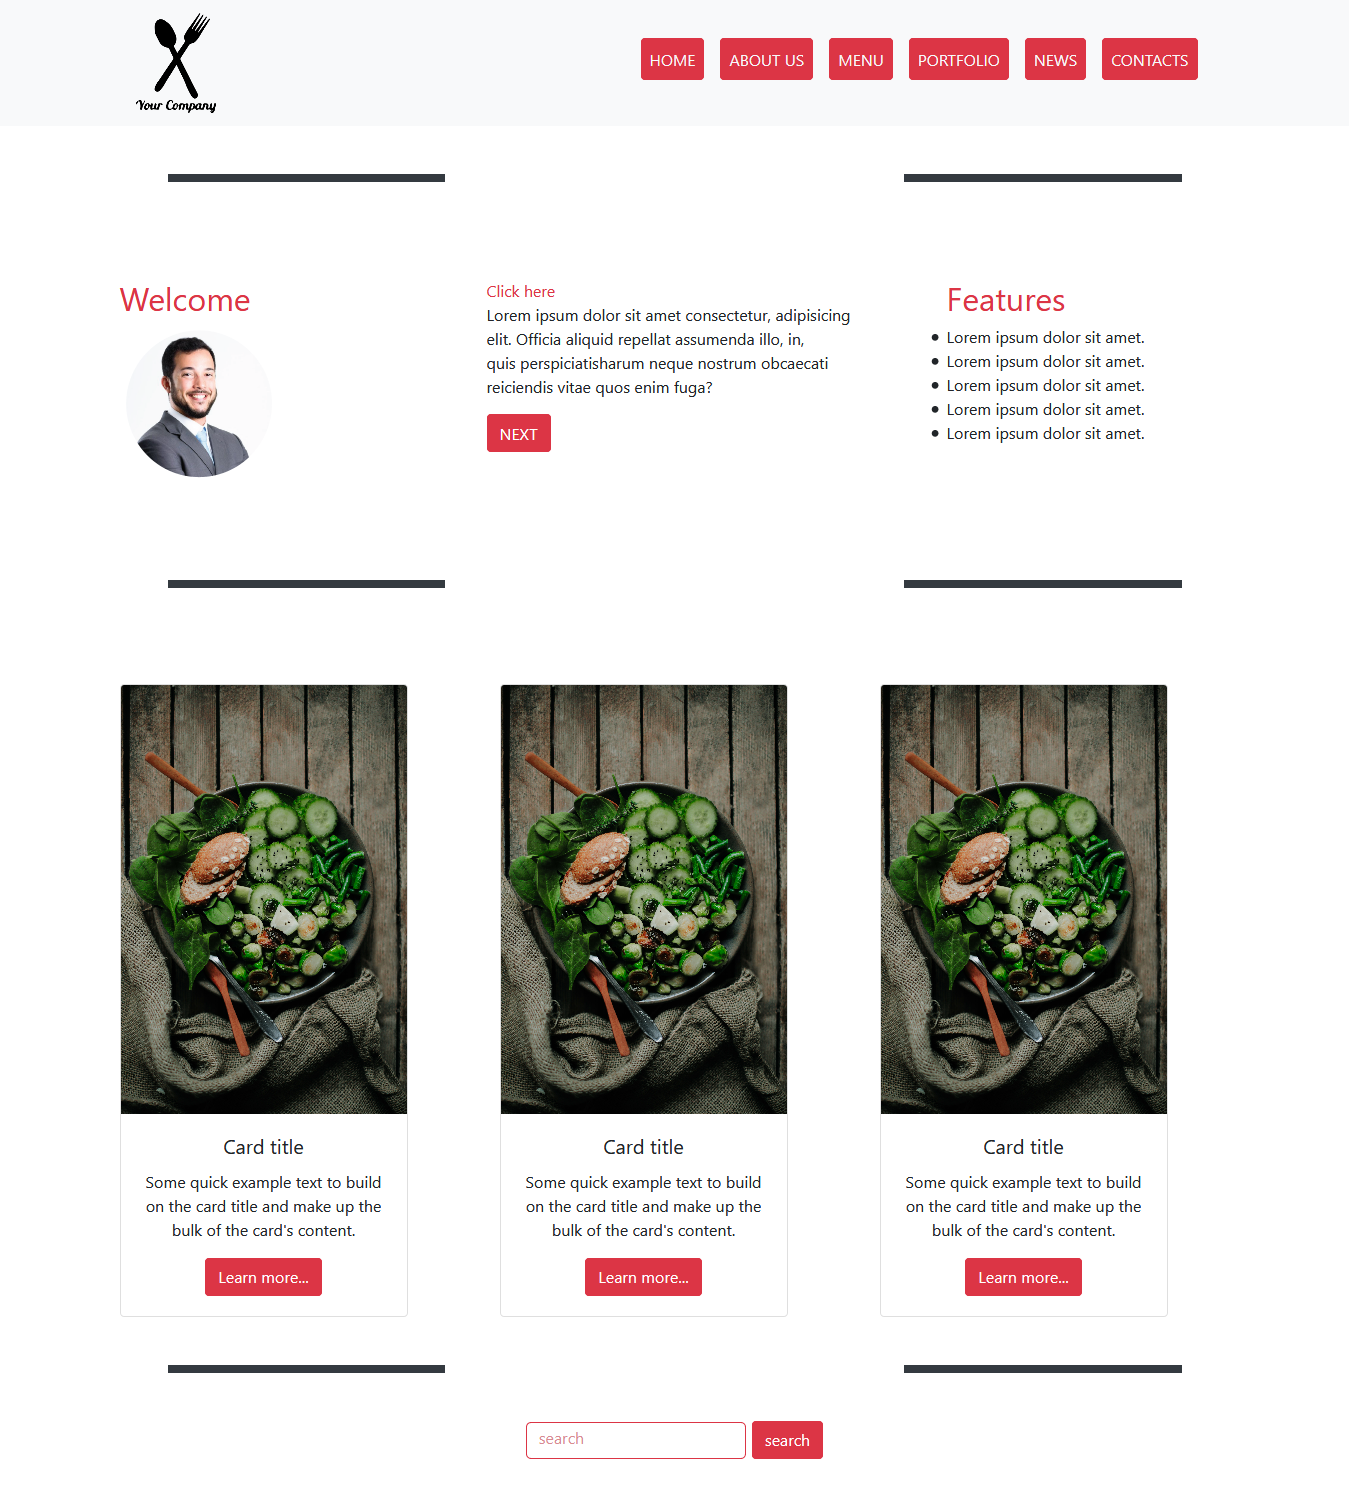 Your Company
HOME ABOUT US MENU PORTFOLIO NEWS CONTACTS
Welcome
Click here
Lorem ipsum dolor sit amet consectetur, adipisicing
elit. Officia aliquid repellat assumenda illo, in,
quis perspiciatisharum neque nostrum obcaecati
reiciendis vitae quos enim fuga?
NEXT
Features
Lorem ipsum dolor sit amet.
Lorem ipsum dolor sit amet.
Lorem ipsum dolor sit amet.
Lorem ipsum dolor sit amet.
Lorem ipsum dolor sit amet.
Card title
Some quick example text to build
on the card title and make up the
bulk of the card's content.
Learn more...
Card title
Some quick example text to build
on the card title and make up the
bulk of the card's content.
Learn more...
Card title
Some quick example text to build
on the card title and make up the
bulk of the card's content.
Learn more...
search search